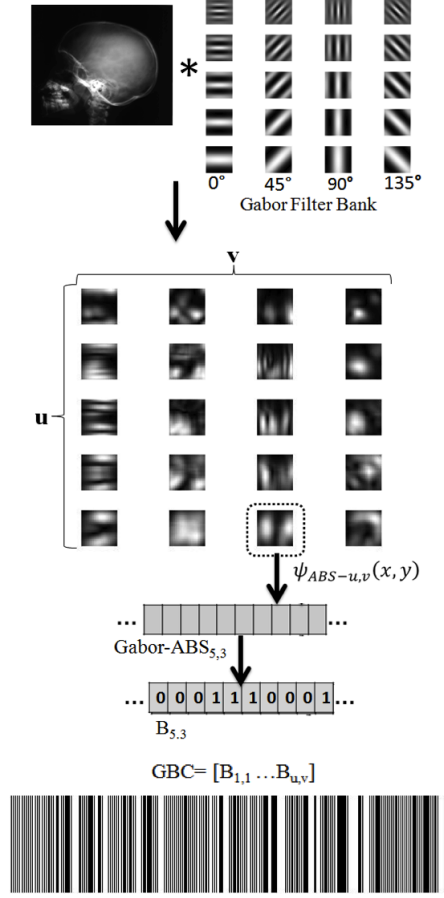 *
0° 45° 90° 135°
Gabor Filter Bank
v
u
ψABS−u,v(x, y)
... ...
Gabor-ABS5,3
... 0 0 0 1 1 1 0 0 0 1 ...
B5.3
GBC= [B1,1 …Bu,v]